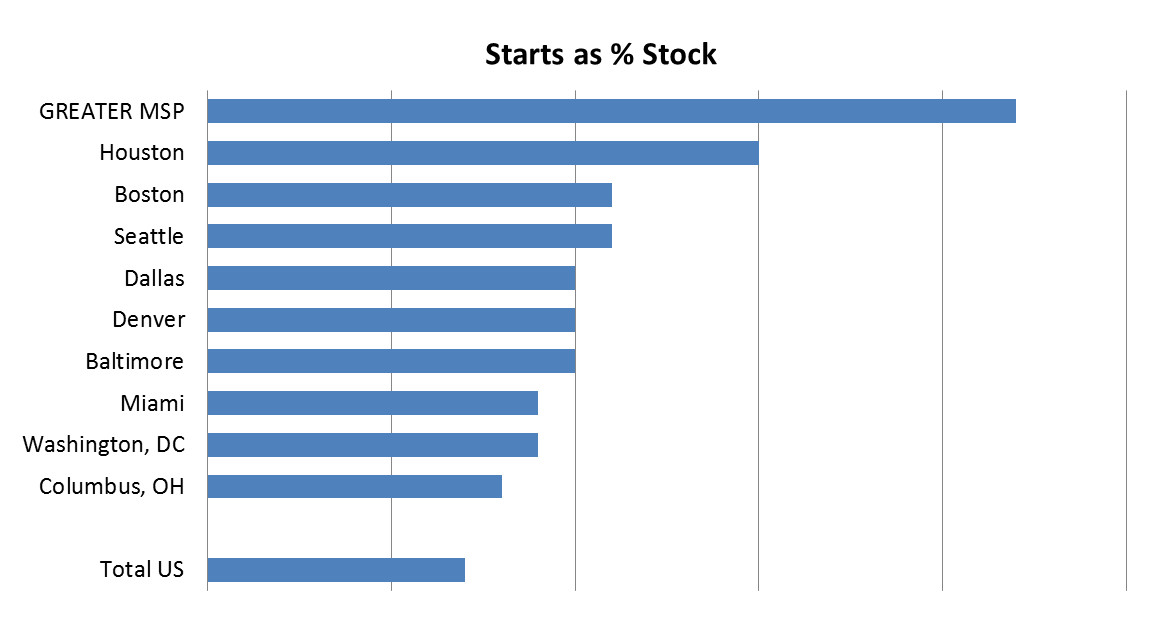 Starts as % Stock
GREATER MSP
Houston
Boston
Seattle
Dallas
Denver
Baltimore
Miami
Washington, DC
Columbus, OH
Total US